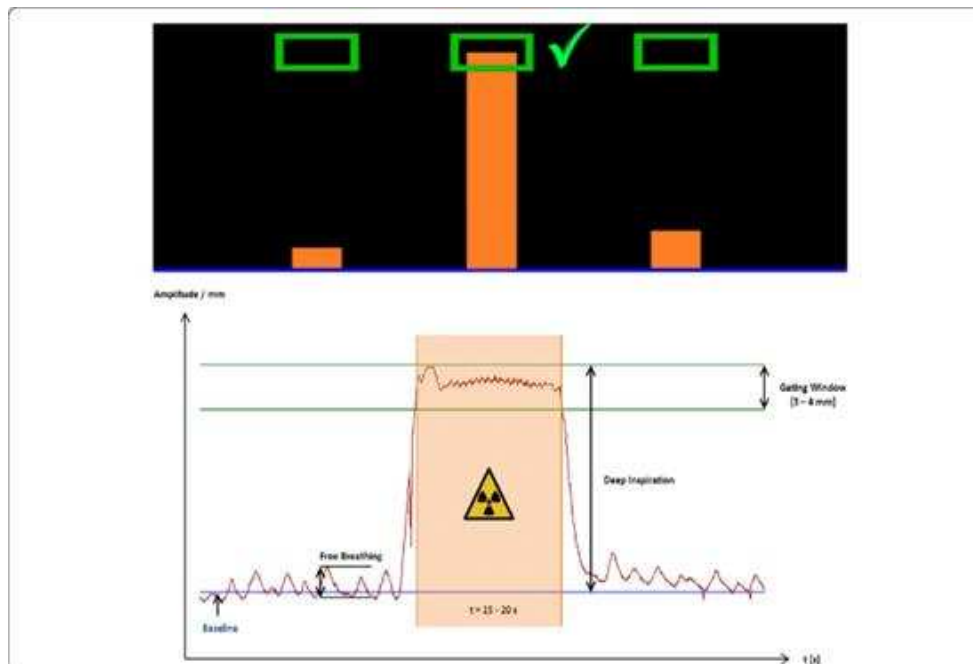 Amplitude / mm
Gating Window
[3 – 4 mm]
Deep Inspiration
Free Breathing
t = 15 - 20 s
Baseline
t [s]